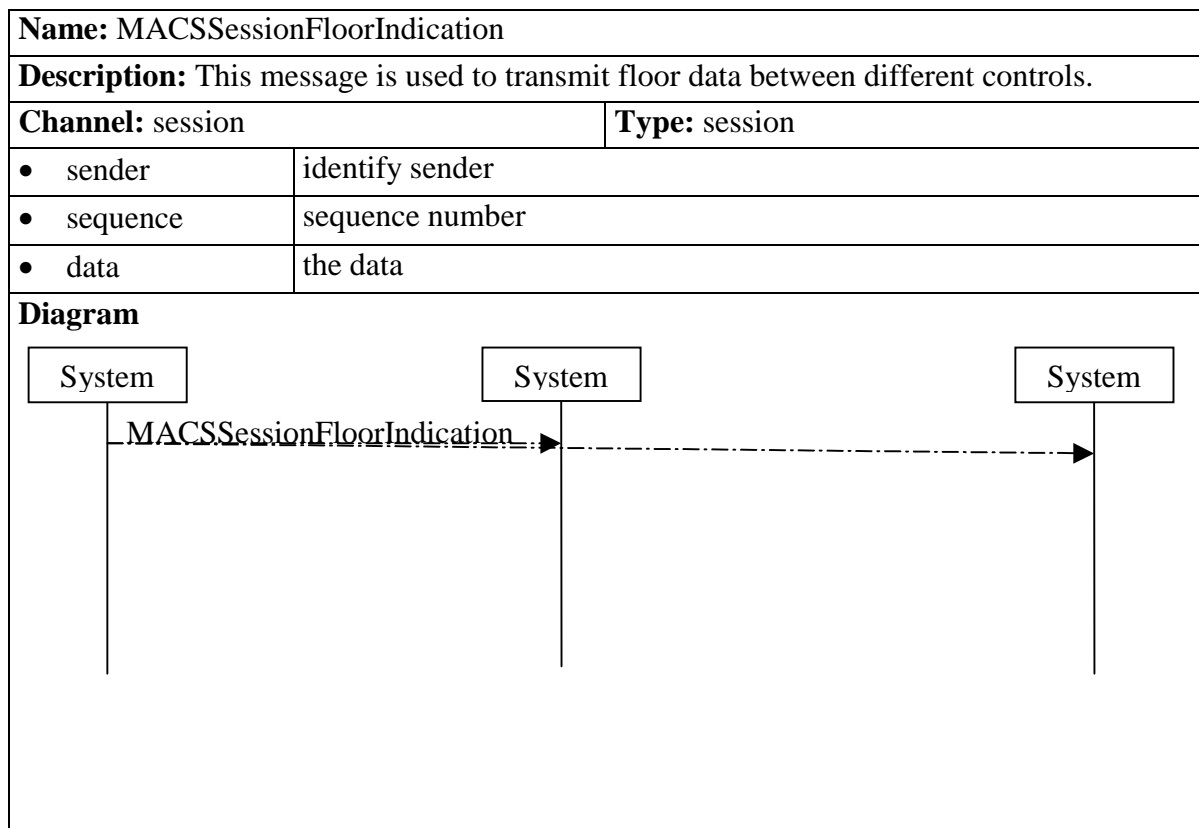 Name: MACSSessionFloorIndication
Description: This message is used to transmit floor data between different controls.
Channel: session Type: session
• sender identify sender
• sequence sequence number
• data the data
Diagram
System System System
MACSSessionFloorIndication